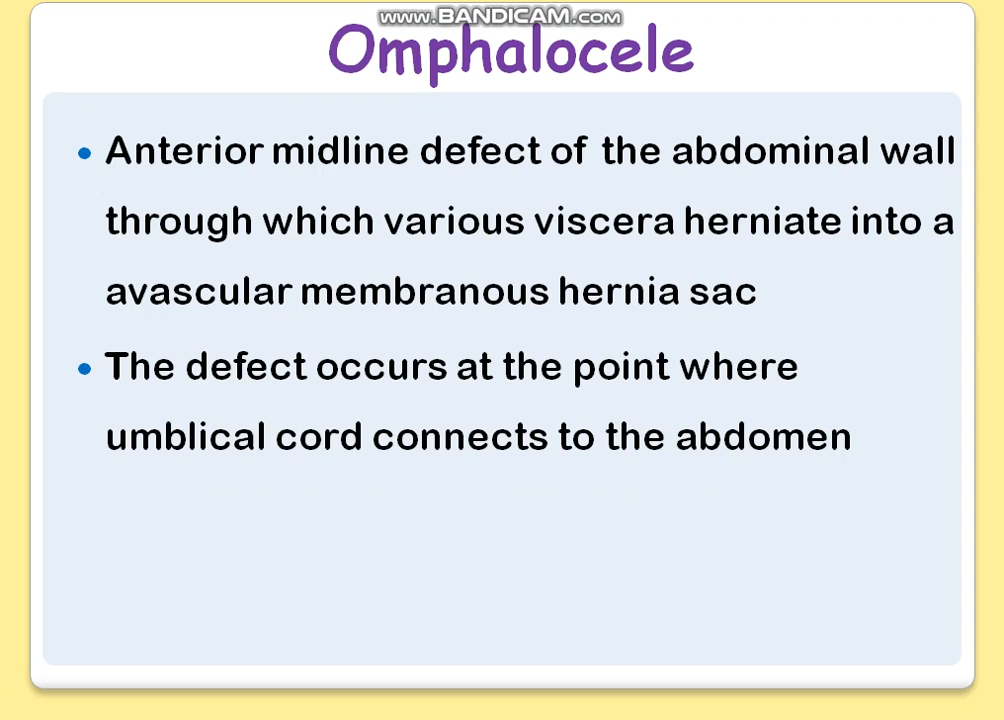 www.BANDICAM.com
Omphalocele
• Anterior midline defect of the abdominal wall
through which various viscera herniate into a
avascular membranous hernia sac
• The defect occurs at the point where
umblical cord connects to the abdomen